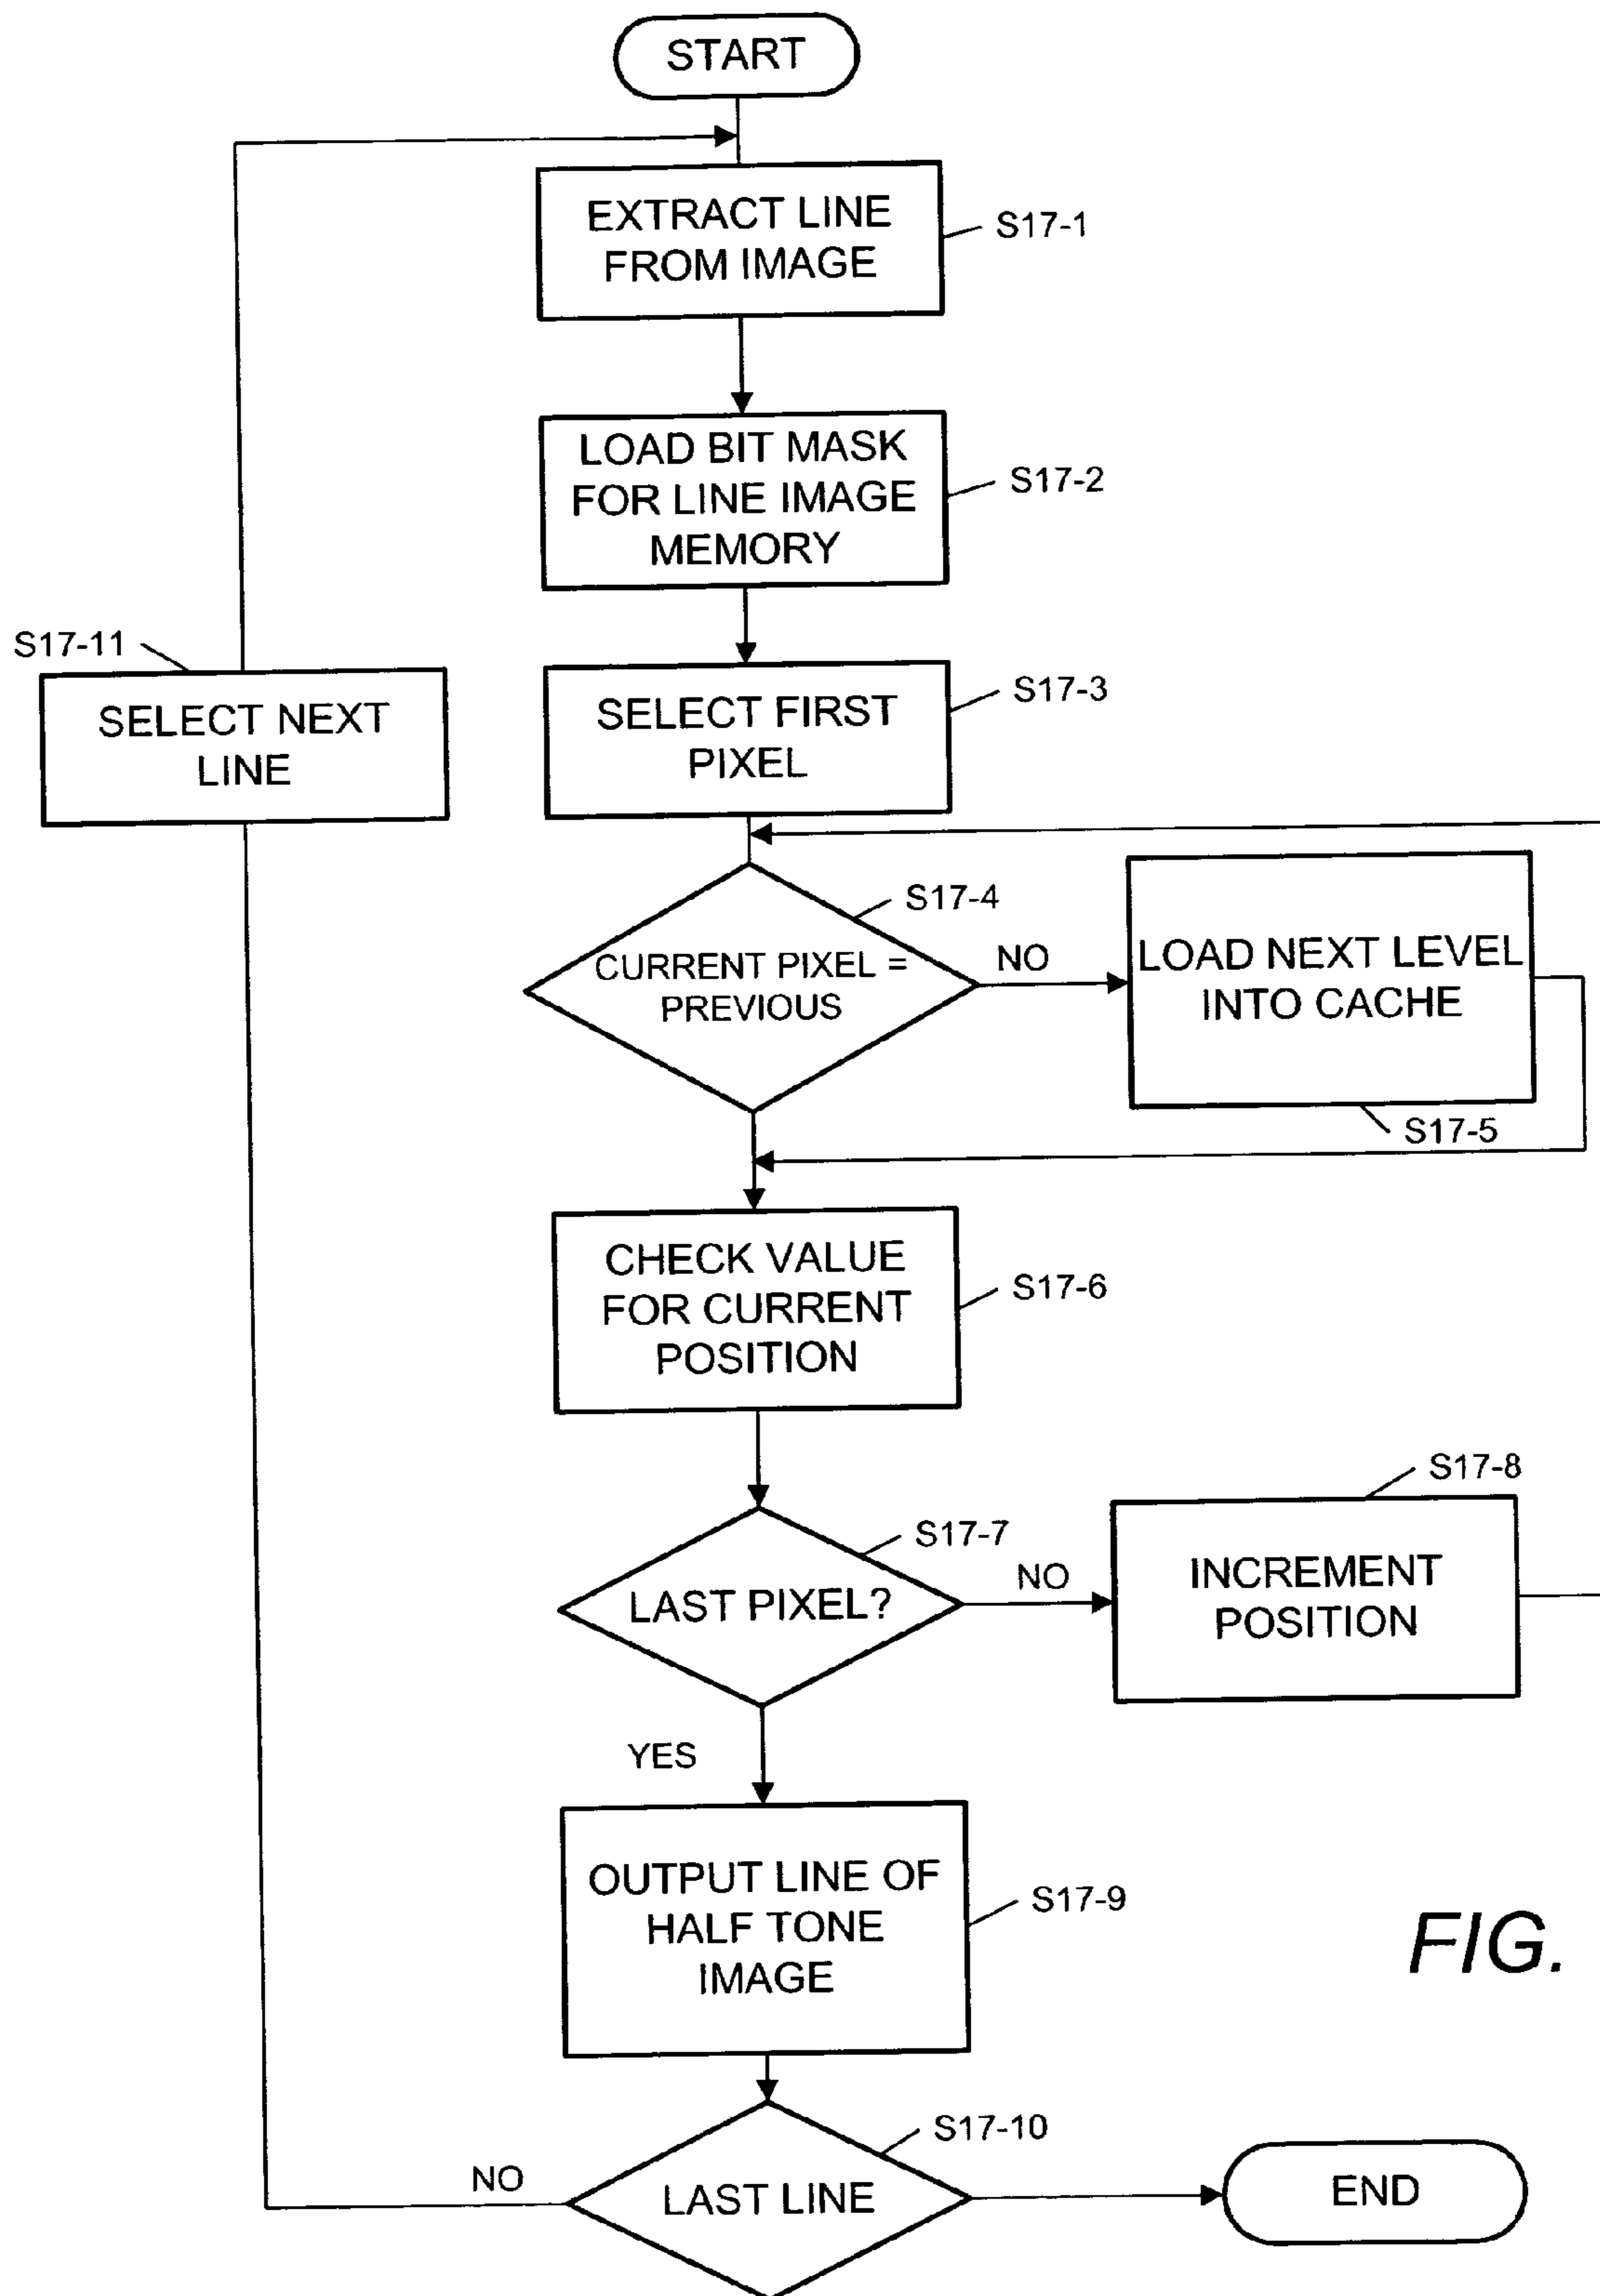 START
EXTRACT LINE
FROM IMAGE
S17-1
LOAD BIT MASK
FOR LINE IMAGE
MEMORY
S17-2
S17-11
SELECT NEXT
LINE
SELECT FIRST
PIXEL
S17-3
S17-4
CURRENT PIXEL =
PREVIOUS
NO
LOAD NEXT LEVEL
INTO CACHE
S17-5
CHECK VALUE
FOR CURRENT
POSITION
S17-6
S17-7
LAST PIXEL?
NO
S17-8
INCREMENT
POSITION
YES
OUTPUT LINE OF
HALF TONE
IMAGE
S17-9
FIG.
S17-10
NO
LAST LINE
END